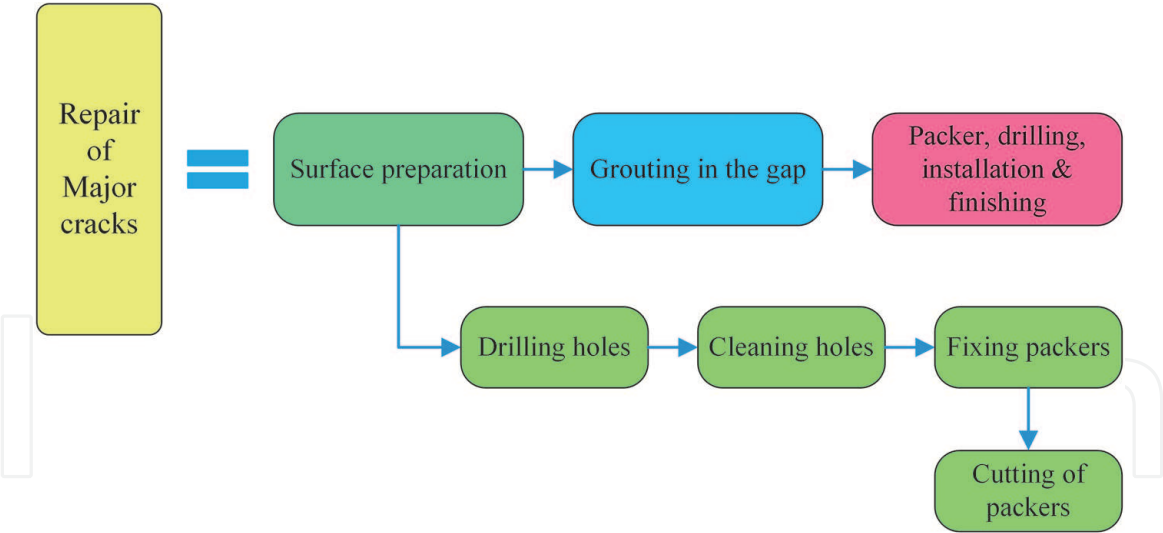 Repair
of
Major
cracks
Surface preparation
Grouting in the gap
Packer, drilling,
installation &
finishing
Drilling holes
Cleaning holes
Fixing packers
Cutting of
packers